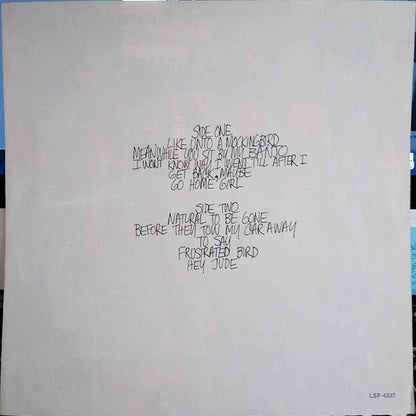 SIDE ONE
LIKE UNTO A MOCKINGBIRD
MEANWHILE YOU SIT BY MY BANJO
I WONT KNOW WHY I WENT TILL AFTER I
GET BACK, MAYBE
GO HOME GIRL
SIDE TWO
NATURAL TO BE GONE
BEFORE THEY TOW MY CAR AWAY
TO SAY
FRUSTRATED BIRD
HEY JUDE
LSP-4337